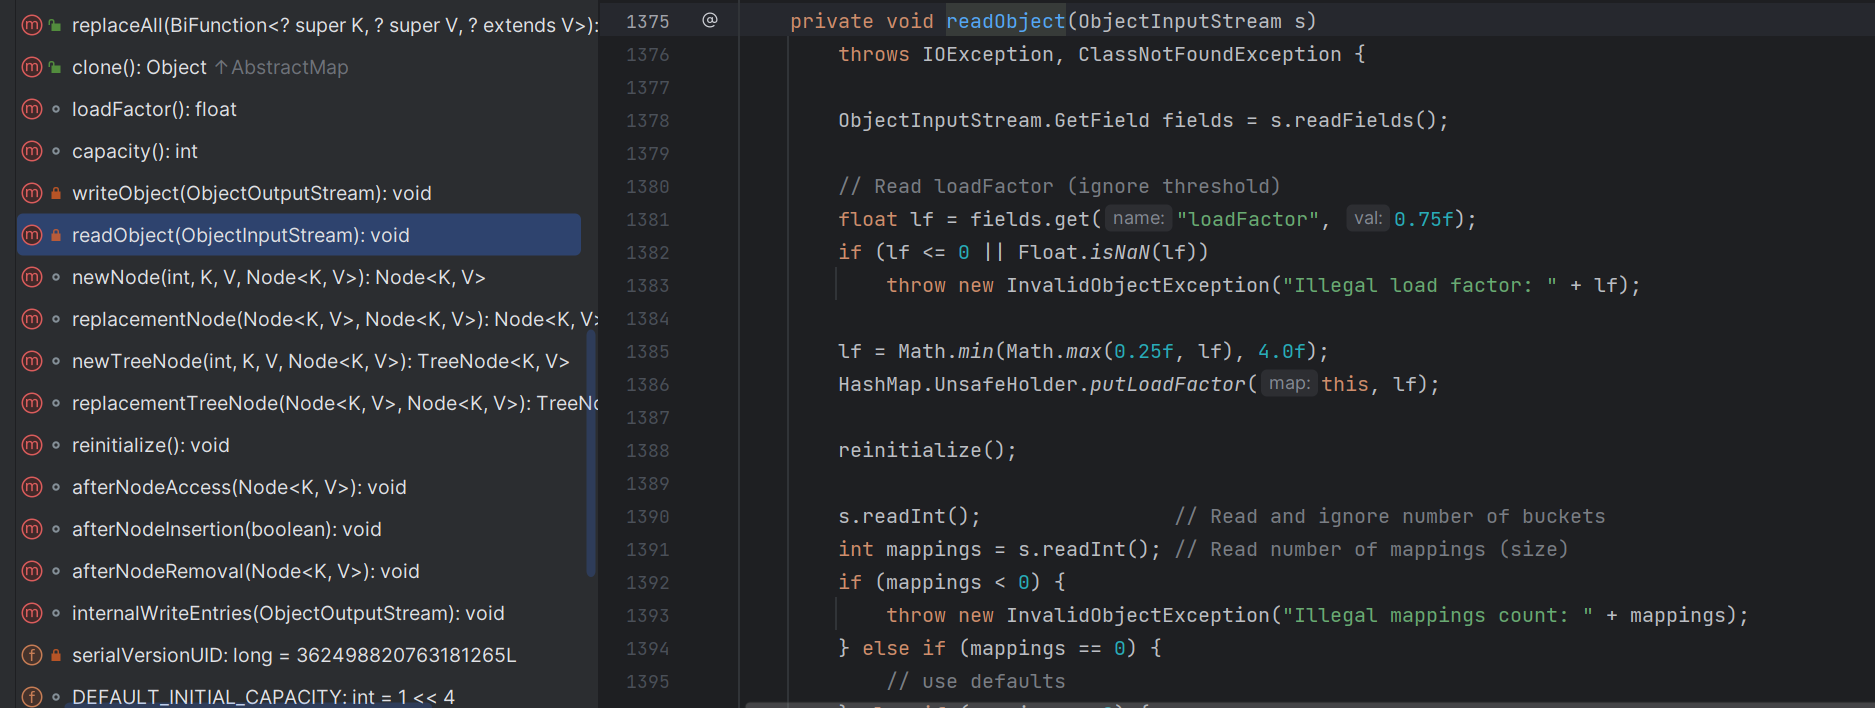 replaceAll(BiFunction<? super K, ? super V, ? extends V>):
clone(): Object ↑AbstractMap
loadFactor(): float
capacity(): int
writeObject(ObjectOutputStream): void
readObject(ObjectInputStream): void
newNode(int, K, V, Node<K, V>): Node<K, V>
replacementNode(Node<K, V>, Node<K, V>): Node<K, V>
newTreeNode(int, K, V, Node<K, V>): TreeNode<K, V>
replacementTreeNode(Node<K, V>, Node<K, V>): TreeNo
reinitialize(): void
afterNodeAccess(Node<K, V>): void
afterNodeInsertion(boolean): void
afterNodeRemoval(Node<K, V>): void
internalWriteEntries(ObjectOutputStream): void
serialVersionUID: long = 362498820763181265L
DEFAULT_INITIAL_CAPACITY: int = 1 << 4
1375 @ private void readObject(ObjectInputStream s)
1376 throws IOException, ClassNotFoundException {
1377
1378 ObjectInputStream.GetField fields = s.readFields();
1379
1380 // Read loadFactor (ignore threshold)
1381 float lf = fields.get( name: "loadFactor", val: 0.75f);
1382 if (lf <= 0 || Float.isNaN(lf))
1383 throw new InvalidObjectException("Illegal load factor: " + lf);
1384
1385 lf = Math.min(Math.max(0.25f, lf), 4.0f);
1386 HashMap.UnsafeHolder.putLoadFactor( map: this, lf);
1387
1388 reinitialize();
1389
1390 s.readInt(); // Read and ignore number of buckets
1391 int mappings = s.readInt(); // Read number of mappings (size)
1392 if (mappings < 0) {
1393 throw new InvalidObjectException("Illegal mappings count: " + mappings);
1394 } else if (mappings == 0) {
1395 // use defaults